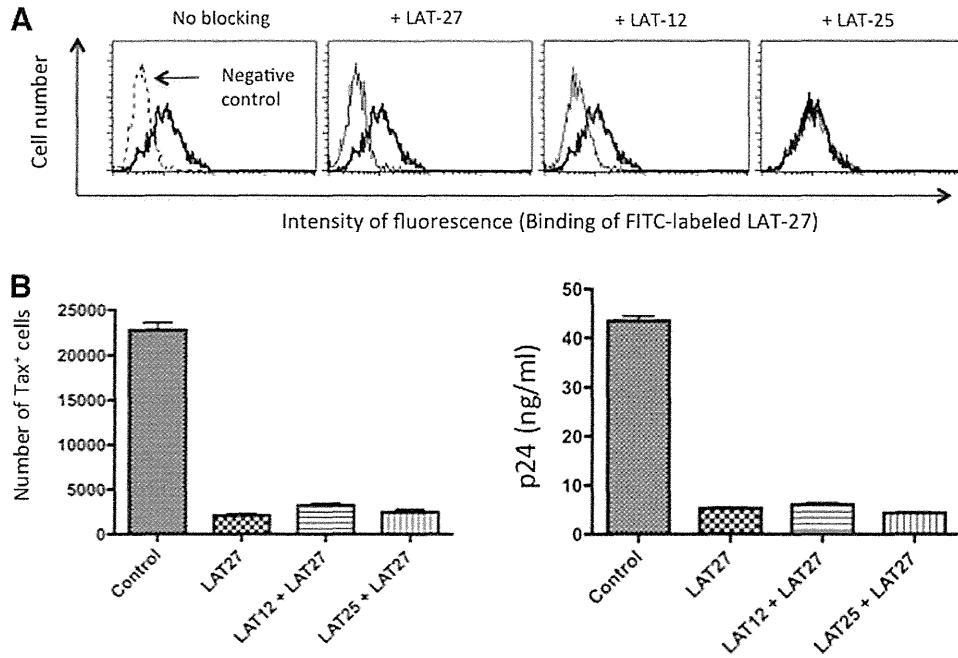 A
No blocking
+ LAT-27
+ LAT-12
+ LAT-25
Cell number
Negative
control
Intensity of fluorescence (Binding of FITC-labeled LAT-27)
B
Number of Tax⁺ cells
25000
20000
15000
10000
5000
0
Control
LAT27
LAT12 + LAT27
LAT25 + LAT27
p24 (ng/ml)
50
40
30
20
10
0
Control
LAT27
LAT12 + LAT27
LAT25 + LAT27